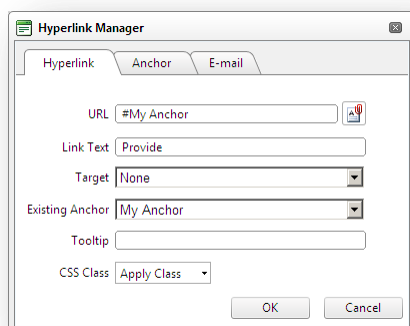 Hyperlink Manager
Hyperlink Anchor E-mail
URL #My Anchor
Link Text Provide
Target None
Existing Anchor My Anchor
Tooltip
CSS Class Apply Class
OK Cancel